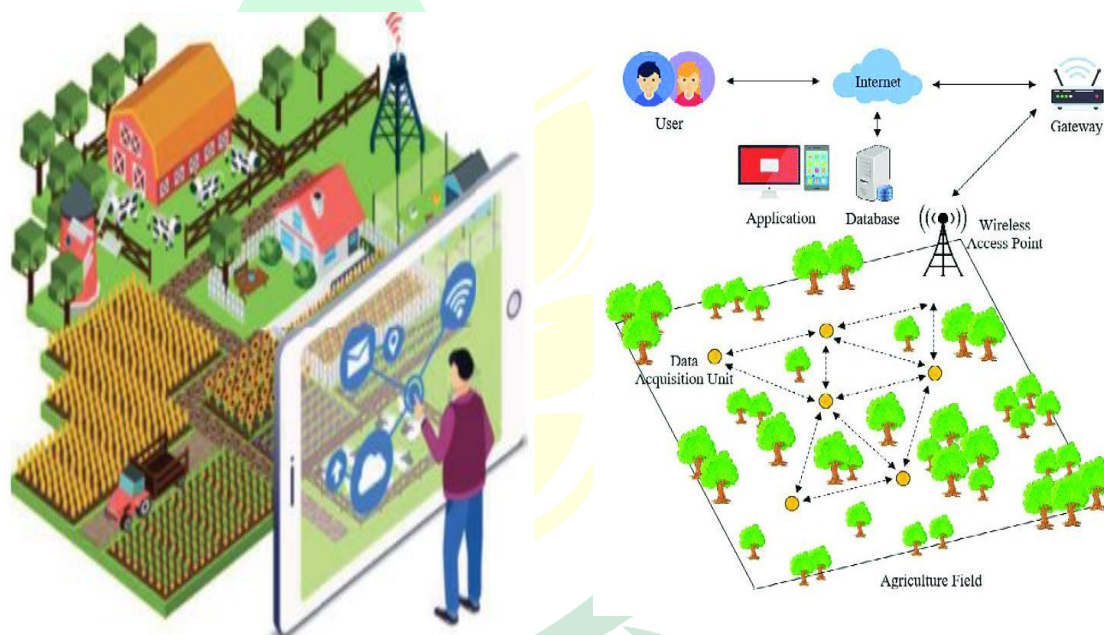 Internet
User
Gateway
Application
Database
Wireless
Access Point
Data
Acquisition Unit
Agriculture Field